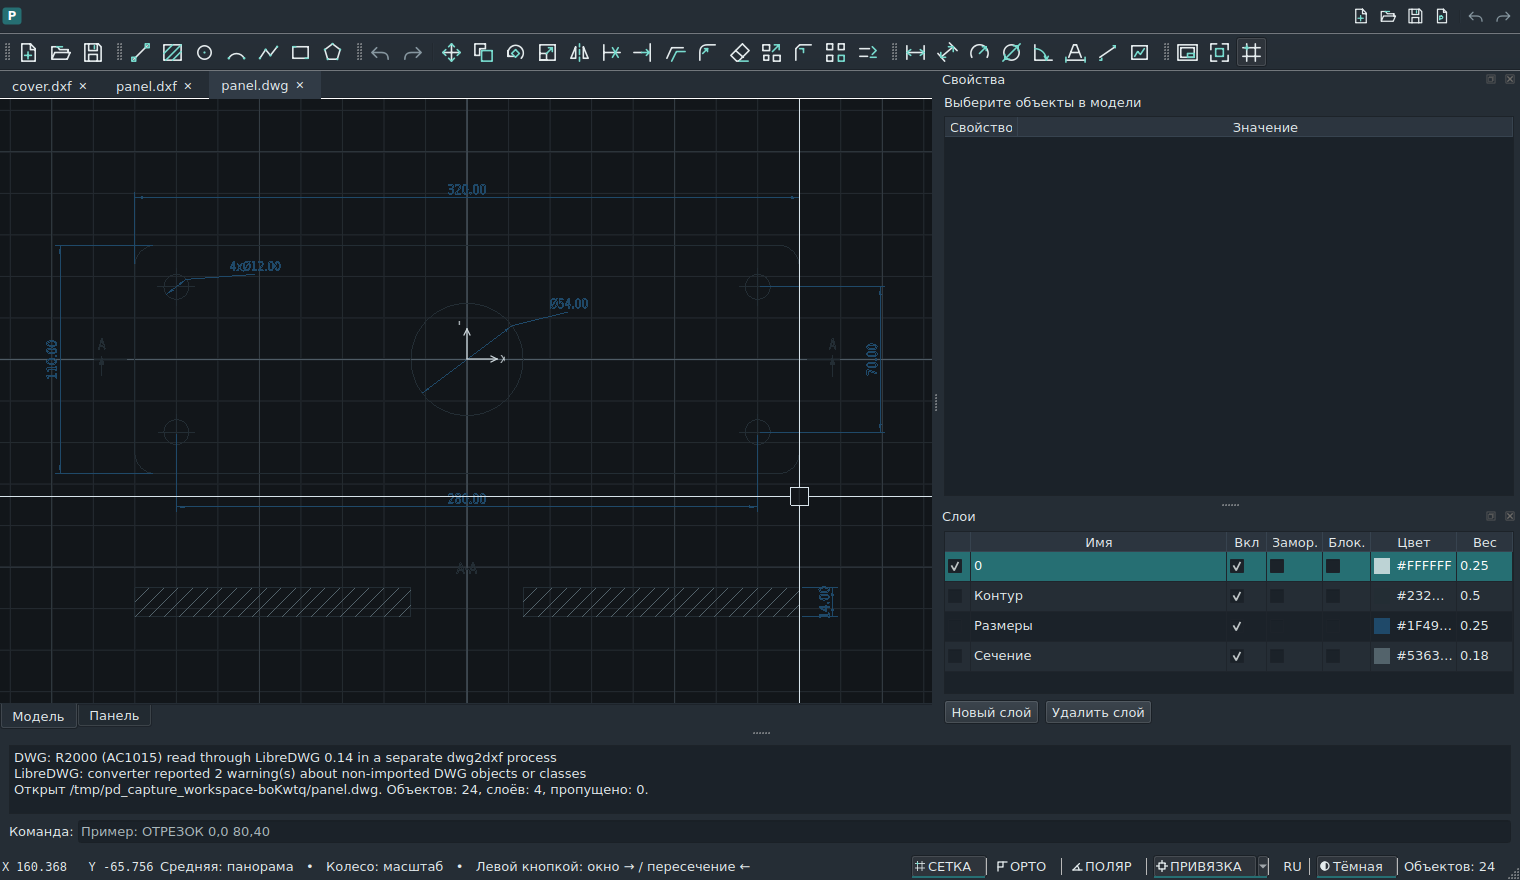 P
cover.dxf ×
panel.dxf ×
panel.dwg ×
Свойства
Выберите объекты в модели
Свойство Значение
320.00
4xØ12.00
Ø54.00
A
A
110.00
70.00
X
280.00
A-A
14.00
Слои
Имя Вкл Замор. Блок. Цвет Вес
0 #FFFFFF 0.25
Контур #232... 0.5
Размеры #1F49... 0.25
Сечение #5363... 0.18
Новый слой Удалить слой
Модель Панель
DWG: R2000 (AC1015) read through LibreDWG 0.14 in a separate dwg2dxf process
LibreDWG: converter reported 2 warning(s) about non-imported DWG objects or classes
Открыт /tmp/pd_capture_workspace-boKwtq/panel.dwg. Объектов: 24, слоёв: 4, пропущено: 0.
Команда: Пример: ОТРЕЗОК 0,0 80,40
X 160.368 Y -65.756 Средняя: панорама • Колесо: масштаб • Левой кнопкой: окно → / пересечение ← СЕТКА ОРТО ПОЛЯР ПРИВЯЗКА RU Тёмная Объектов: 24